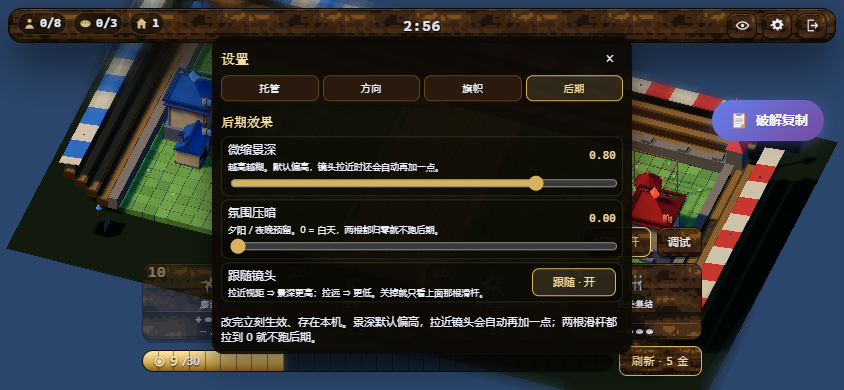 0/8
0/3
1
2:56
设置
×
托管
方向
旗帜
后期
后期效果
破解复制
微缩景深
0.80
越高越糊。默认偏高，镜头拉近时还会自动再加一点。
氛围压暗
0.00
夕阳 / 夜晚预留。0 = 白天，两根都归零就不跑后期。
开
调试
跟随镜头
拉近视距 ⇒ 景深更高；拉远 ⇒ 更低。关掉就只看上面那根滑杆。
跟随 · 开
10
集结
改完立刻生效、存在本机。景深默认偏高，拉近镜头会自动再加一点；两根滑杆都
拉到 0 就不跑后期。
9 /30
刷新 · 5 金